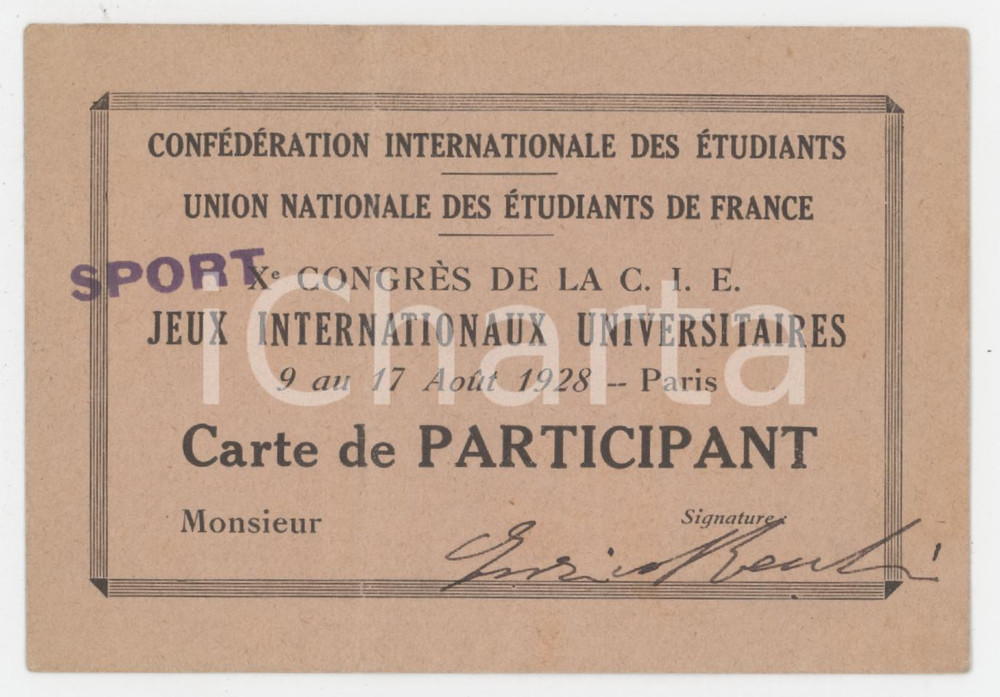 CONFÉDÉRATION INTERNATIONALE DES ÉTUDIANTS
UNION NATIONALE DES ÉTUDIANTS DE FRANCE
SPORT
Xe CONGRÈS DE LA C. I. E.
JEUX INTERNATIONAUX UNIVERSITAIRES
9 au 17 Août 1928 -- Paris
iCharta
Carte de PARTICIPANT
Monsieur
Signature :
Enrico